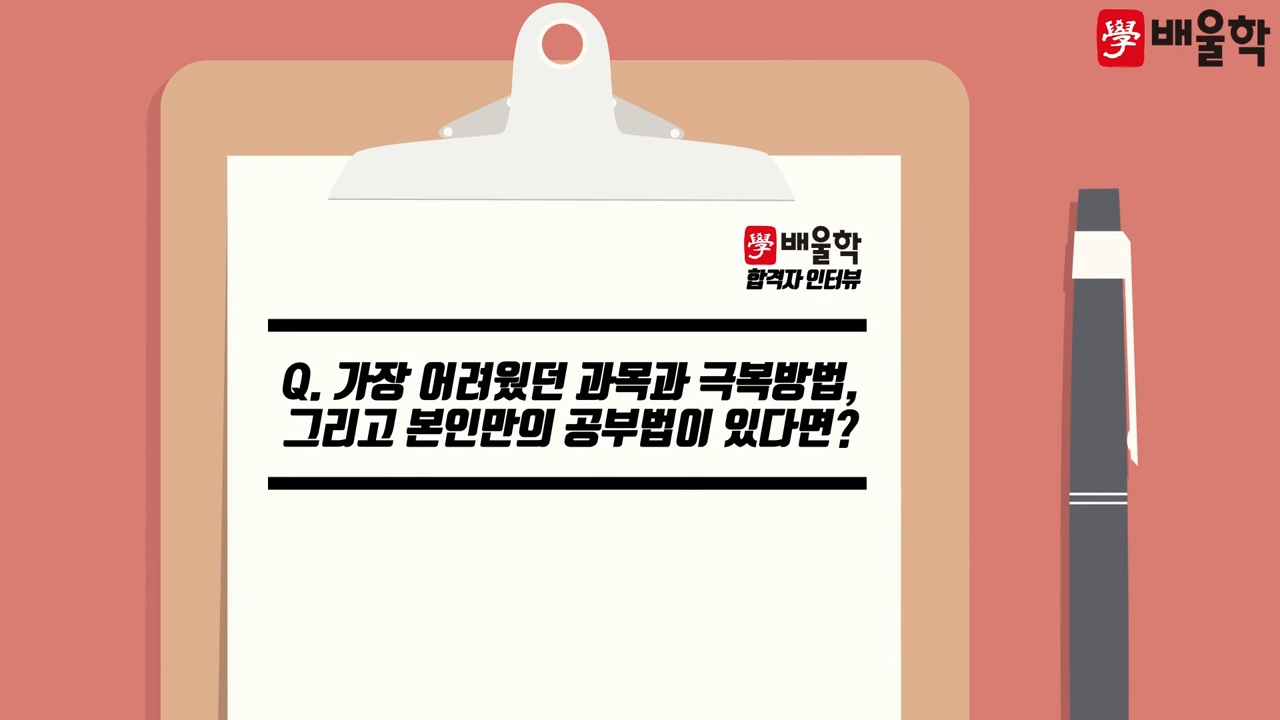 學 배울학
學 배울학
합격자 인터뷰
Q. 가장 어려웠던 과목과 극복방법,
그리고 본인만의 공부법이 있다면?